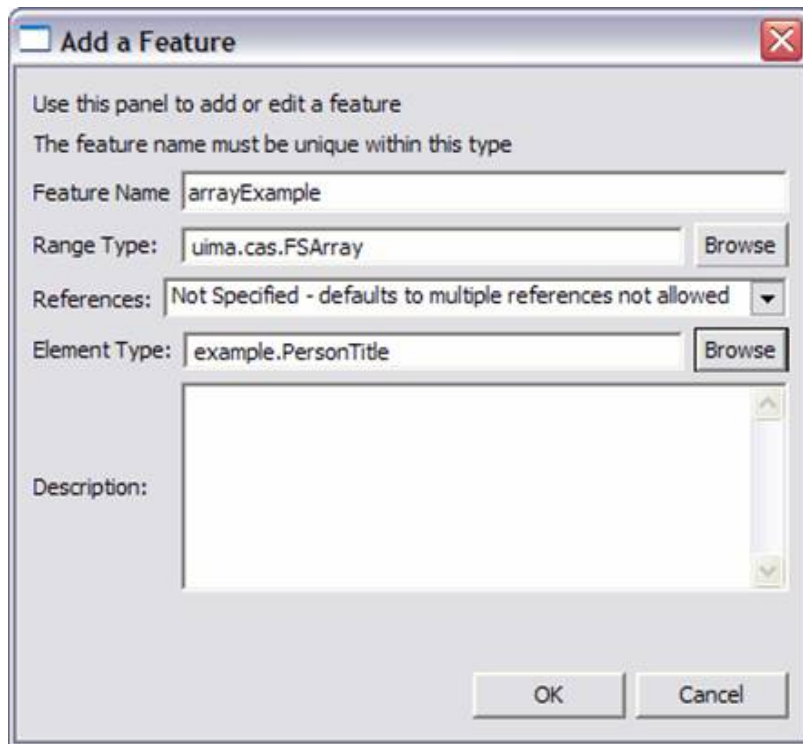 Add a Feature
Use this panel to add or edit a feature
The feature name must be unique within this type
Feature Name arrayExample
Range Type: uima.cas.FSArray Browse
References: Not Specified - defaults to multiple references not allowed
Element Type: example.PersonTitle Browse
Description:
OK Cancel